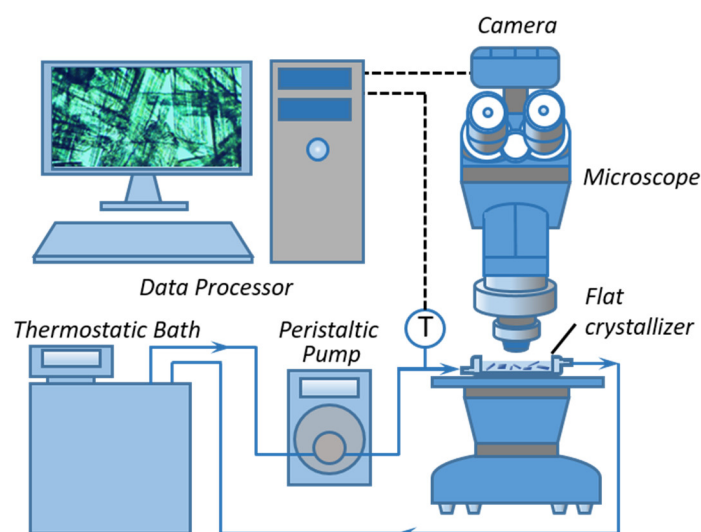 Camera
Microscope
Data Processor
Flat
crystallizer
Thermostatic Bath
Peristaltic
Pump
T